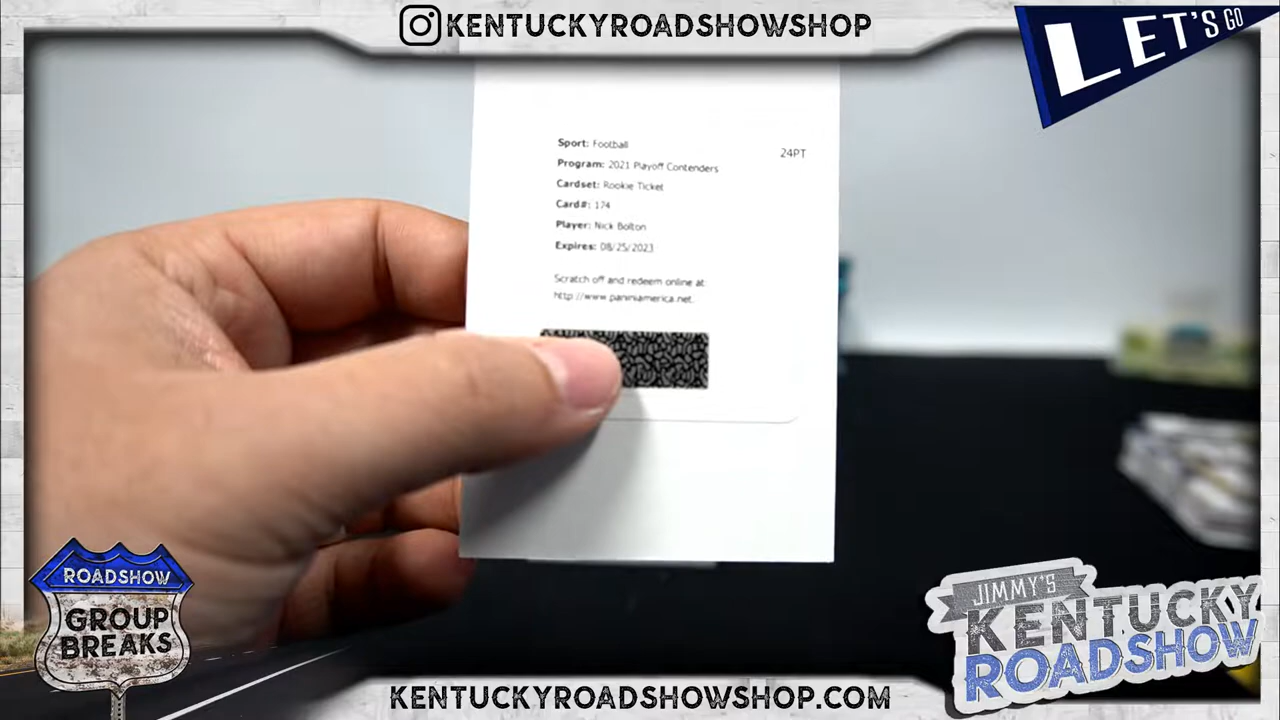 KENTUCKYROADSHOWSHOP
LET'S GO
Sport: Football
24PT
Program: 2021 Playoff Contenders
Cardset: Rookie Ticket
Card#: 174
Player: Nick Bolton
Expires: 08/25/2023
Scratch off and redeem online at:
http://www.paniniamerica.net.
ROADSHOW
GROUP
BREAKS
JIMMY'S
KENTUCKY
ROADSHOW
KENTUCKYROADSHOWSHOP.COM